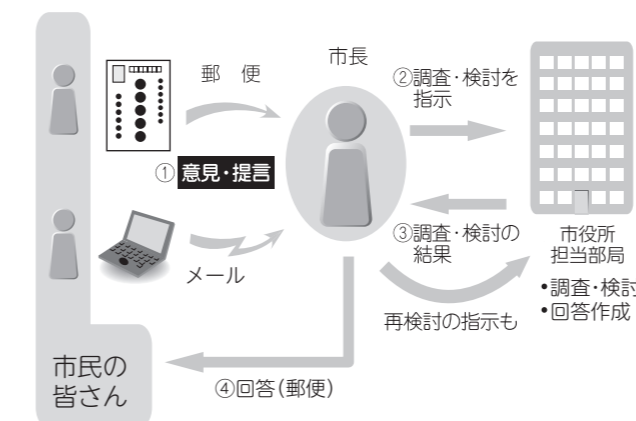 郵 便
市長
②調査・検討を
指示
① 意見・提言
メール
③調査・検討の
結果
市役所
担当部局
•調査・検討
•回答作成
再検討の指示も
市民の
皆さん
④回答(郵便)